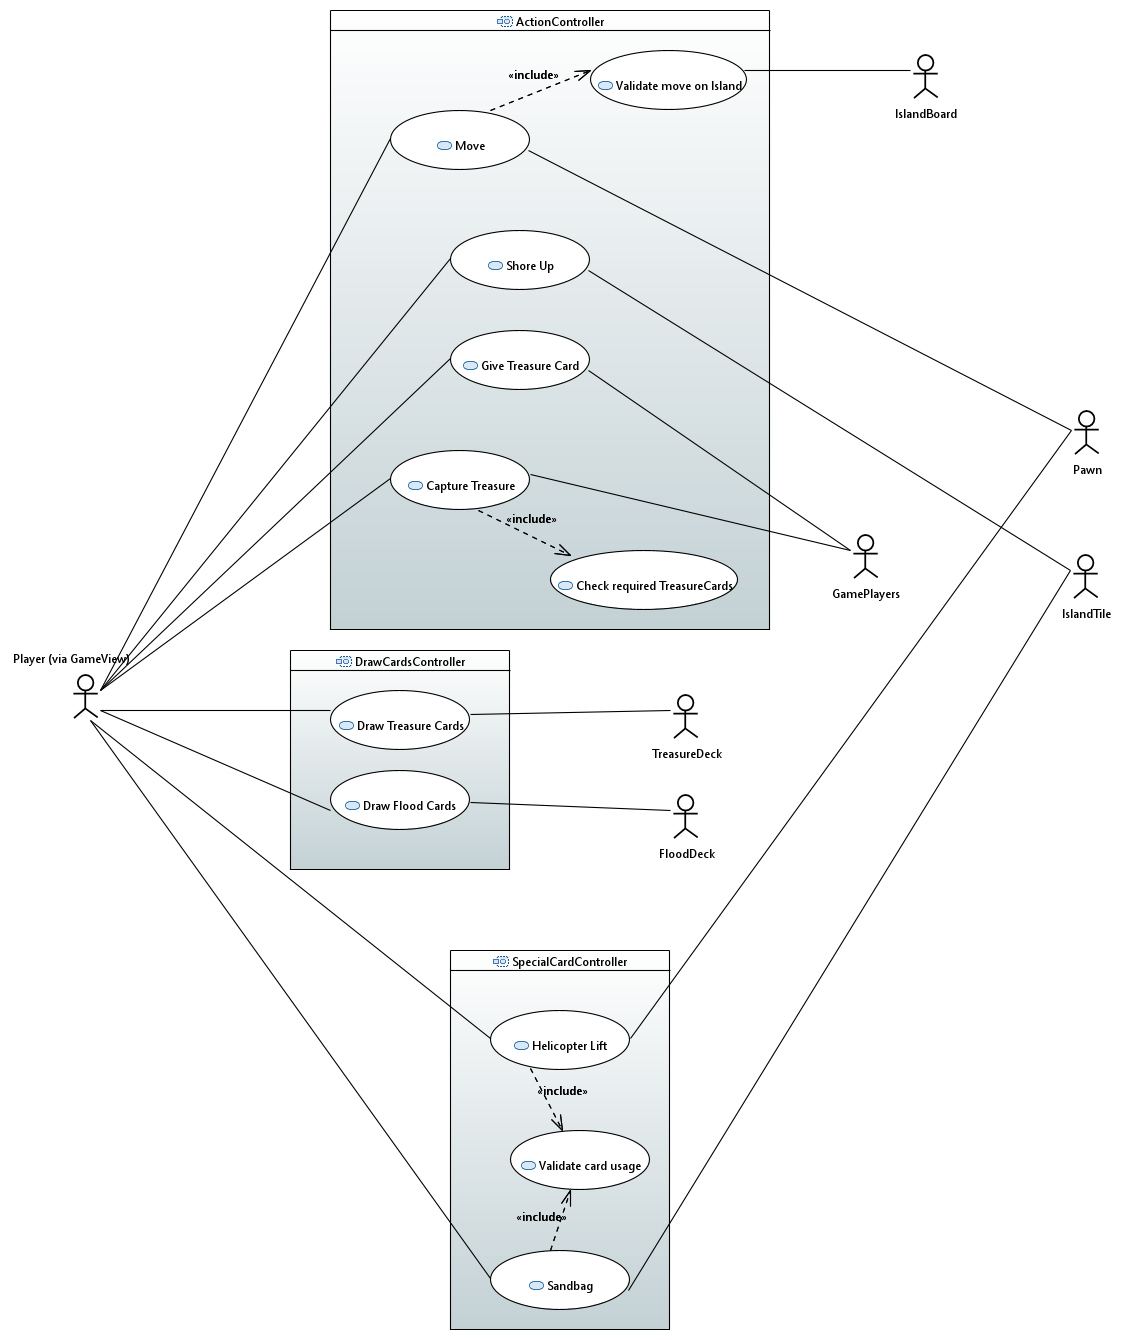 ActionController
«include»
Validate move on Island
IslandBoard
Move
Shore Up
Give Treasure Card
Pawn
Capture Treasure
«include»
Check required TreasureCards
GamePlayers
IslandTile
Player (via GameView)
DrawCardsController
Draw Treasure Cards
TreasureDeck
Draw Flood Cards
FloodDeck
SpecialCardController
Helicopter Lift
«include»
Validate card usage
«include»
Sandbag